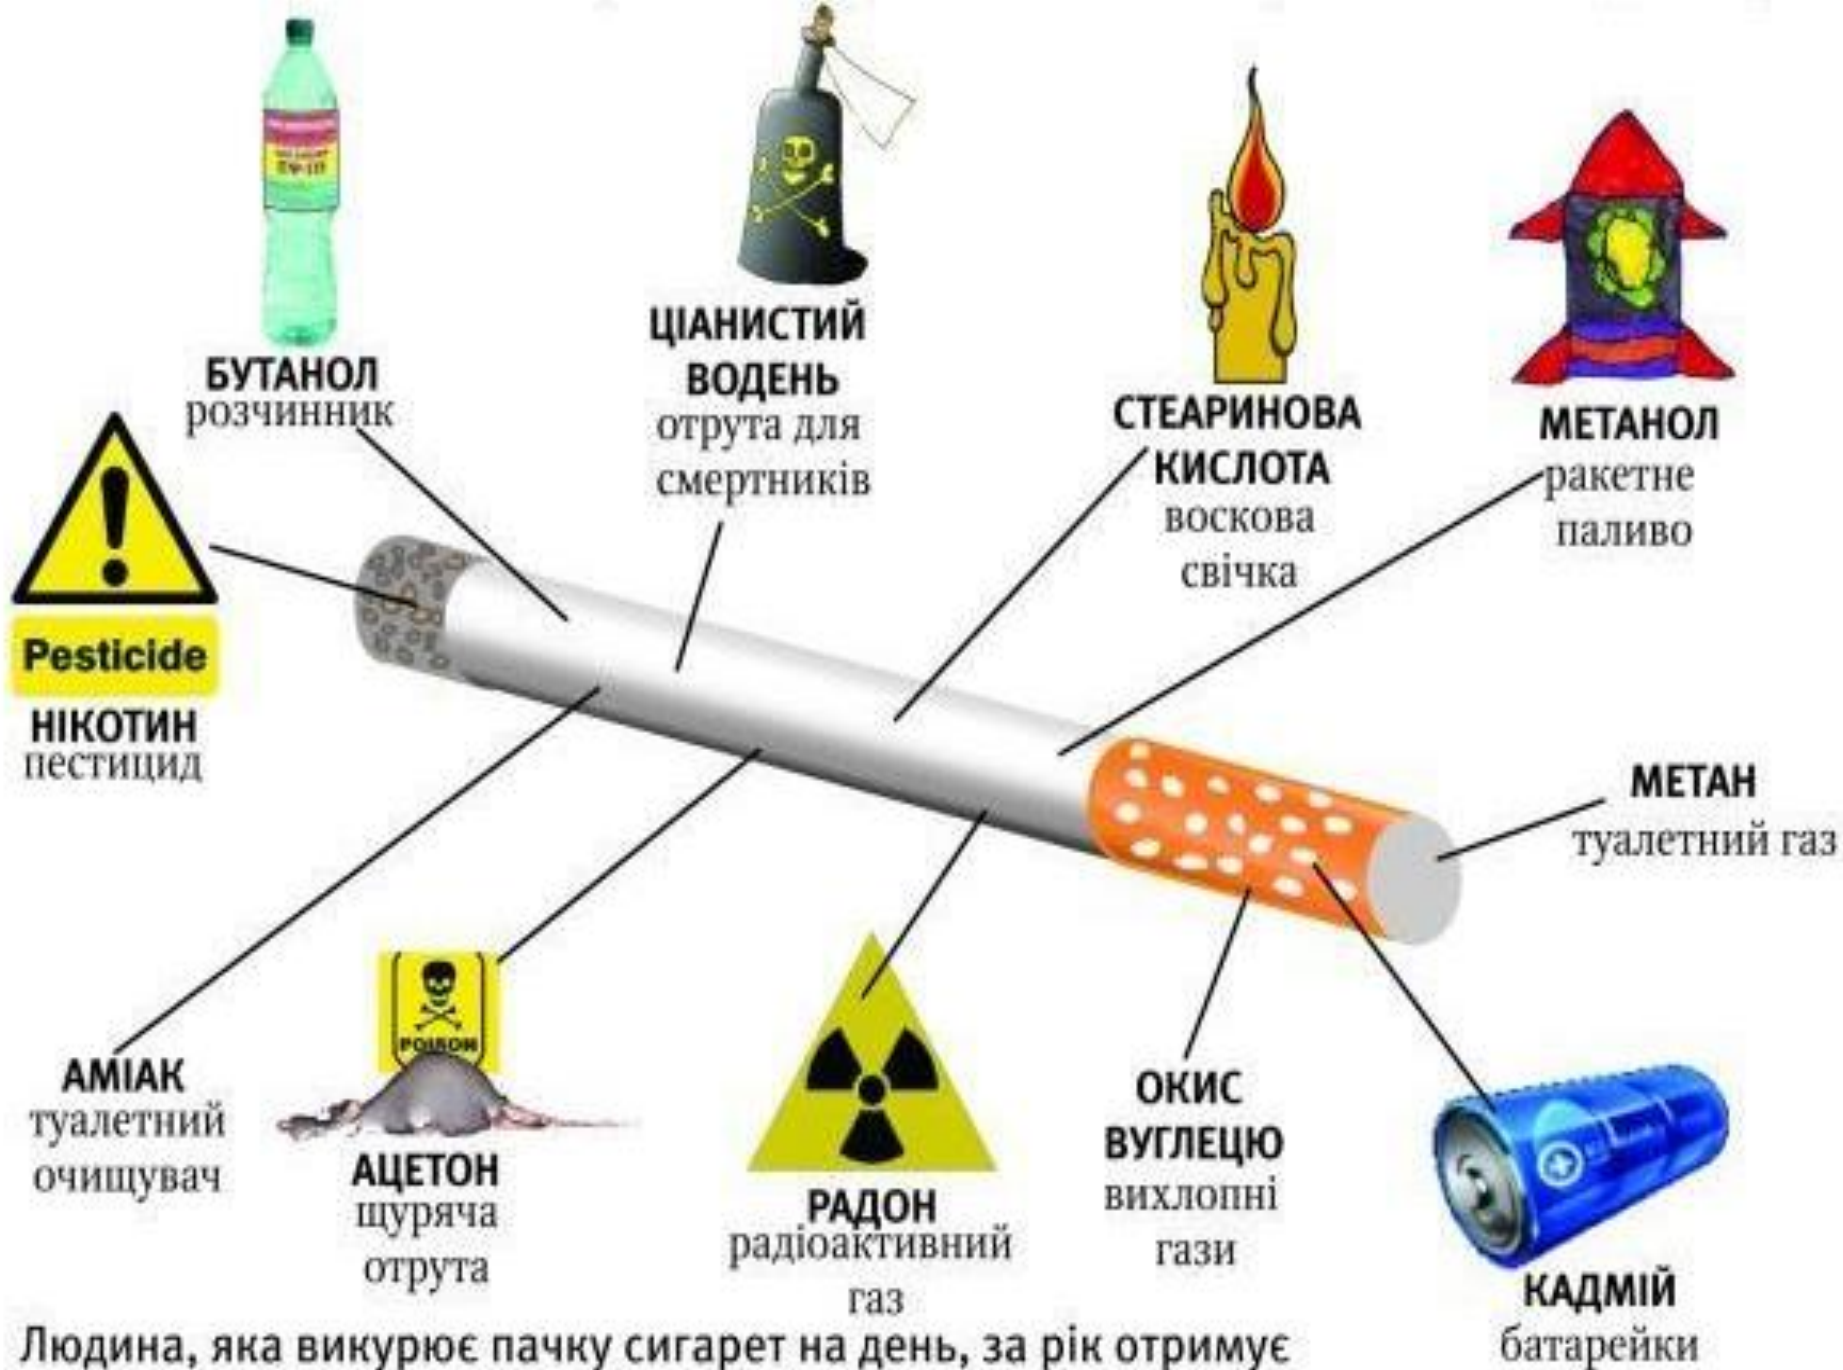 БУТАНОЛ
розчинник
ЦІАНИСТИЙ
ВОДЕНЬ
отрута для
смертників
СТЕАРИНОВА
КИСЛОТА
воскова
свічка
МЕТАНОЛ
ракетне
паливо
Pesticide
НІКОТИН
пестицид
МЕТАН
туалетний газ
АМІАК
туалетний
очищувач
POISON
АЦЕТОН
щуряча
отрута
РАДОН
радіоактивний
газ
ОКИС
ВУГЛЕЦЮ
вихлопні
гази
КАДМІЙ
батарейки
Людина, яка викурює пачку сигарет на день, за рік отримує